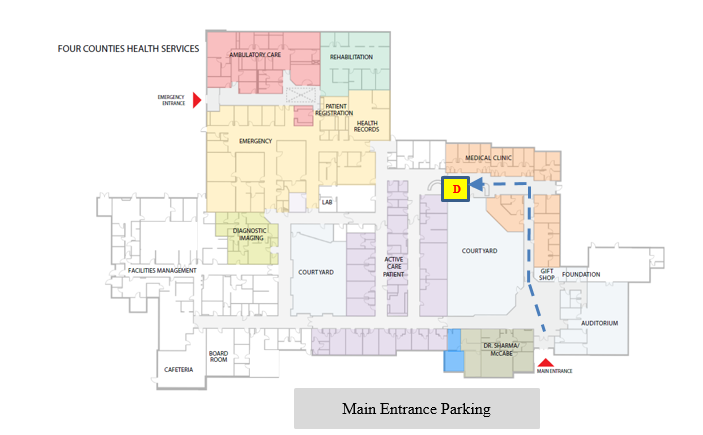 FOUR COUNTIES HEALTH SERVICES
AMBULATORY CARE
REHABILITATION
EMERGENCY
ENTRANCE
PATIENT
REGISTRATION
HEALTH
RECORDS
EMERGENCY
MEDICAL CLINIC
D
LAB
DIAGNOSTIC
IMAGING
COURTYARD
ACTIVE
CARE
PATIENT
COURTYARD
FACILITIES MANAGEMENT
GIFT
SHOP
FOUNDATION
AUDITORIUM
DR. SHARMA/
McCABE
BOARD
ROOM
CAFETERIA
MAIN ENTRANCE
Main Entrance Parking